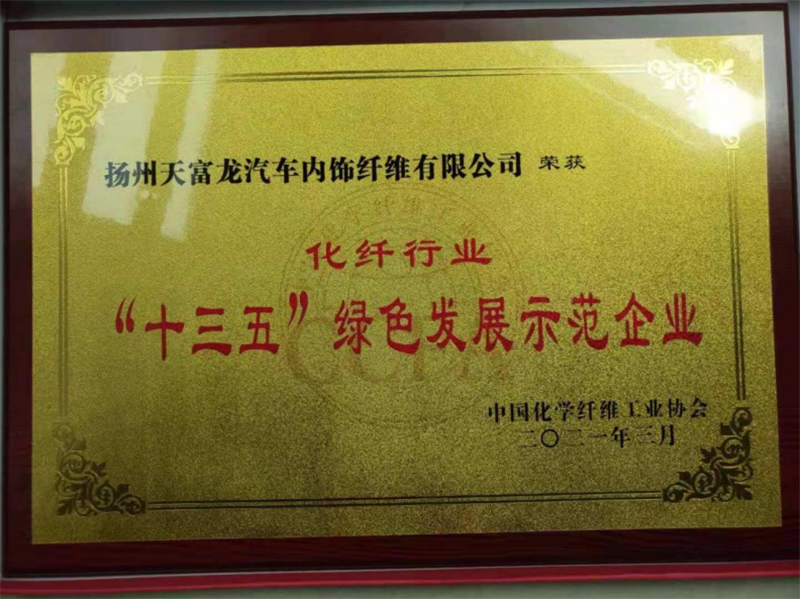 扬州天富龙汽车内饰纤维有限公司 荣获
化纤行业
“十三五”绿色发展示范企业
中国化学纤维工业协会
二〇二一年三月